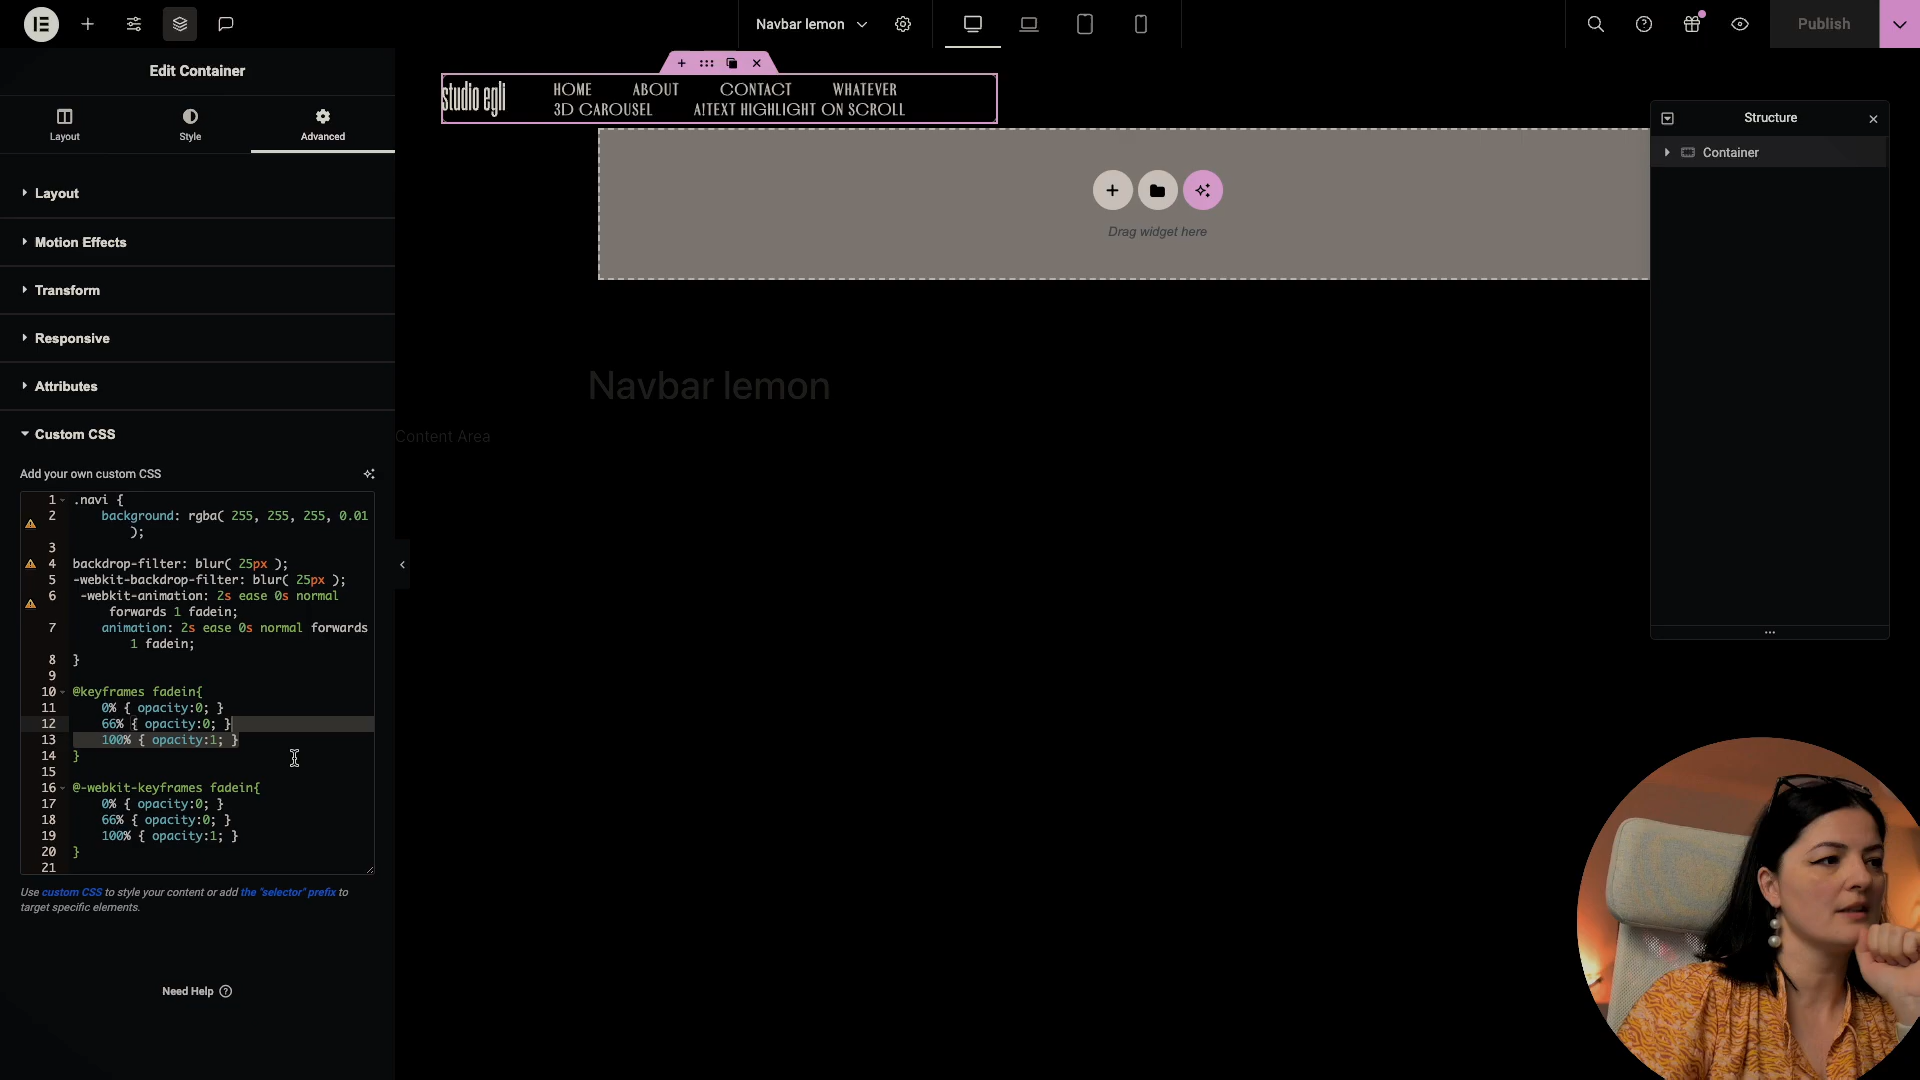 Navbar lemon
Publish
Edit Container
Layout
Style
Advanced
Layout
Motion Effects
Transform
Responsive
Attributes
Custom CSS
Add your own custom CSS
1 .navi {
2 background: rgba( 255, 255, 255, 0.01
);
3
4 backdrop-filter: blur( 25px );
5 -webkit-backdrop-filter: blur( 25px );
6 -webkit-animation: 2s ease 0s normal
forwards 1 fadein;
7 animation: 2s ease 0s normal forwards
1 fadein;
8 }
9
10 @keyframes fadein{
11 0% { opacity:0; }
12 66% { opacity:0; }
13 100% { opacity:1; }
14 }
15
16 @-webkit-keyframes fadein{
17 0% { opacity:0; }
18 66% { opacity:0; }
19 100% { opacity:1; }
20 }
21
Use custom CSS to style your content or add the "selector" prefix to
target specific elements.
Need Help
studio egli
HOME ABOUT CONTACT WHATEVER
3D CAROUSEL A!TEXT HIGHLIGHT ON SCROLL
Drag widget here
Navbar lemon
Content Area
Structure
Container